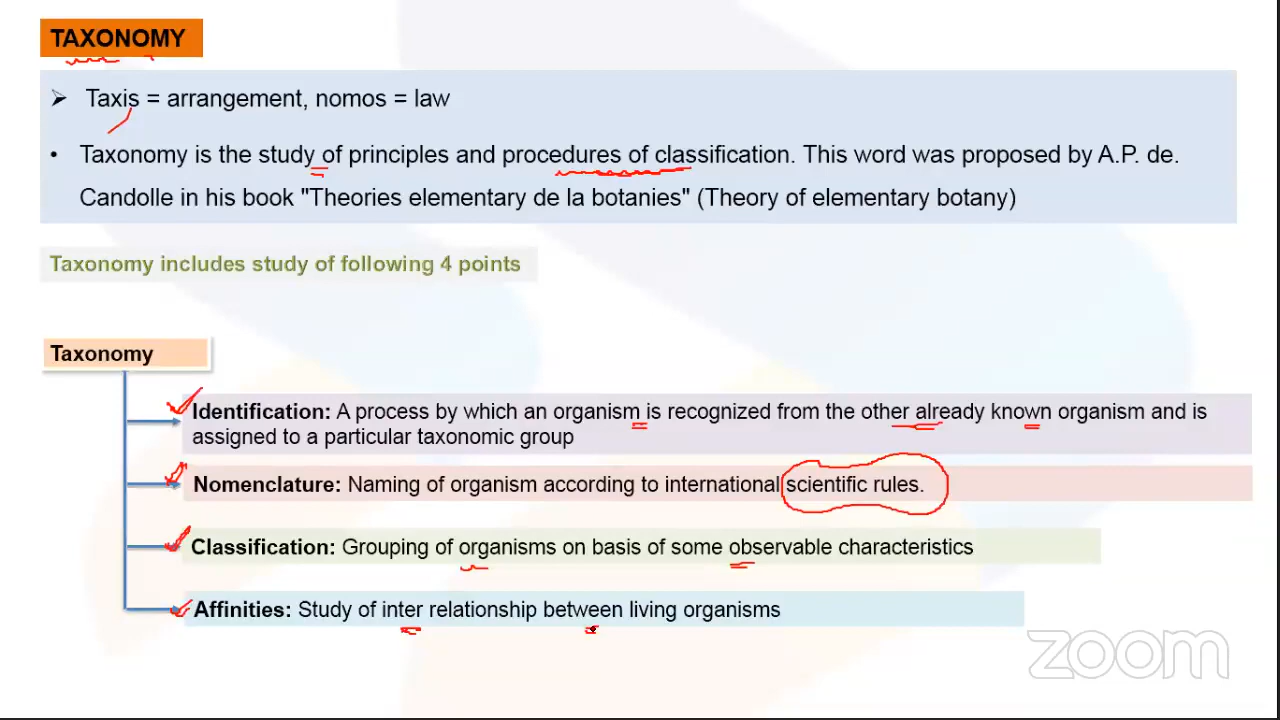 TAXONOMY
➢ Taxis = arrangement, nomos = law
• Taxonomy is the study of principles and procedures of classification. This word was proposed by A.P. de.
Candolle in his book "Theories elementary de la botanies" (Theory of elementary botany)
Taxonomy includes study of following 4 points
Taxonomy
Identification: A process by which an organism is recognized from the other already known organism and is
assigned to a particular taxonomic group
Nomenclature: Naming of organism according to international scientific rules.
Classification: Grouping of organisms on basis of some observable characteristics
Affinities: Study of inter relationship between living organisms
zoom